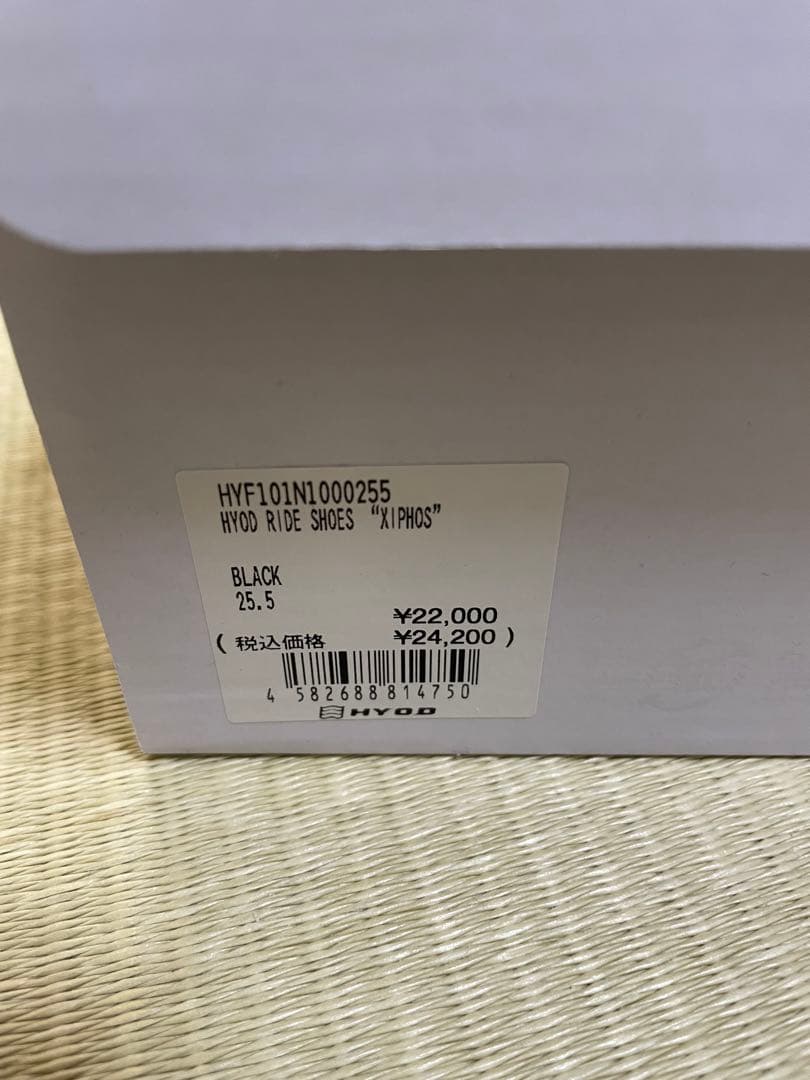 HYF101N1000255
HYOD RIDE SHOES “XIPHOS”
BLACK
25.5
¥22,000
( 税込価格 ¥24,200 )
4 582688 814750
HYOD